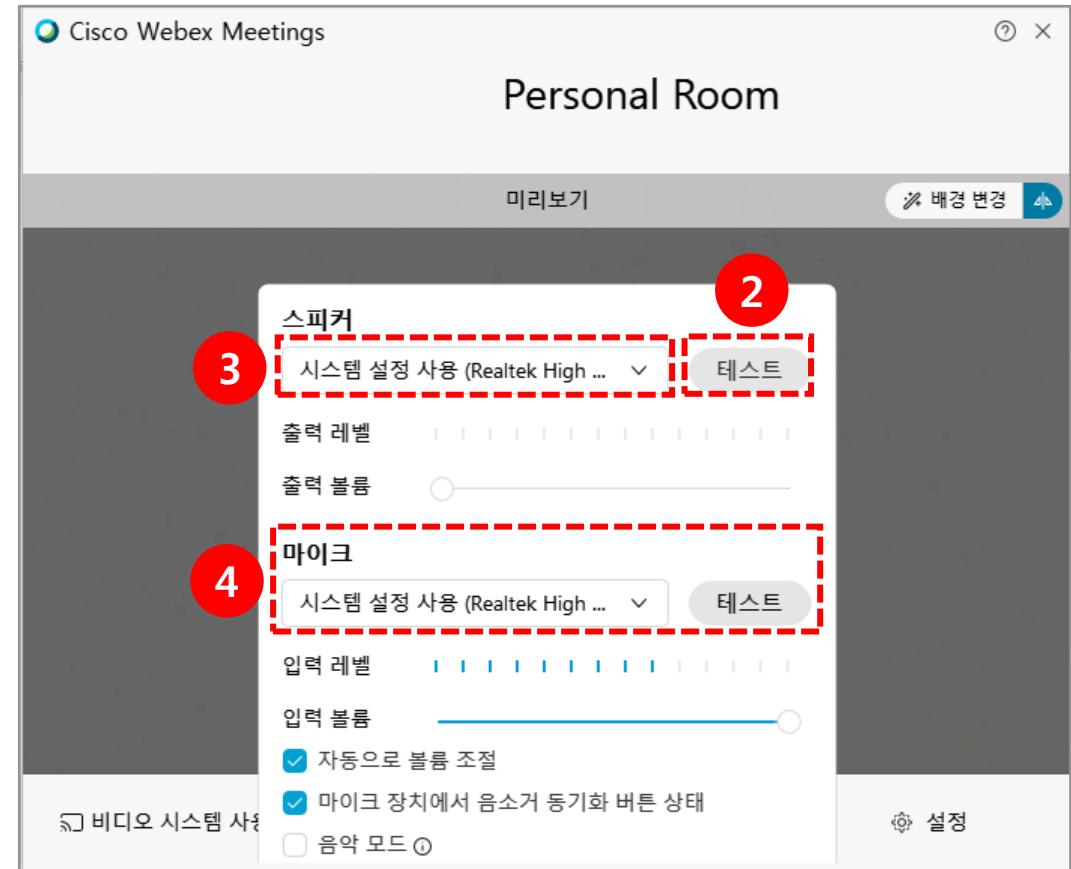 Cisco Webex Meetings
Personal Room
미리보기
배경 변경
2
스피커
3
시스템 설정 사용 (Realtek High ...
테스트
출력 레벨
출력 볼륨
마이크
4
시스템 설정 사용 (Realtek High ...
테스트
입력 레벨
입력 볼륨
자동으로 볼륨 조절
마이크 장치에서 음소거 동기화 버튼 상태
비디오 시스템 사용
설정
음악 모드